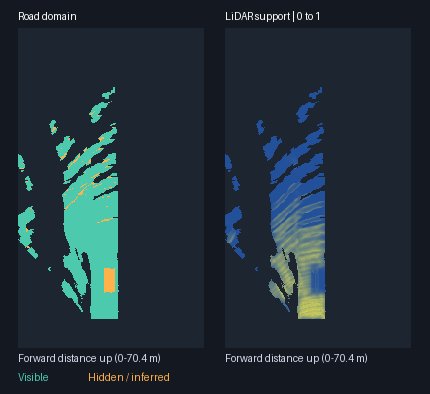 Road domain
LiDAR support | 0 to 1
Forward distance up (0-70.4 m)
Forward distance up (0-70.4 m)
Visible
Hidden / inferred